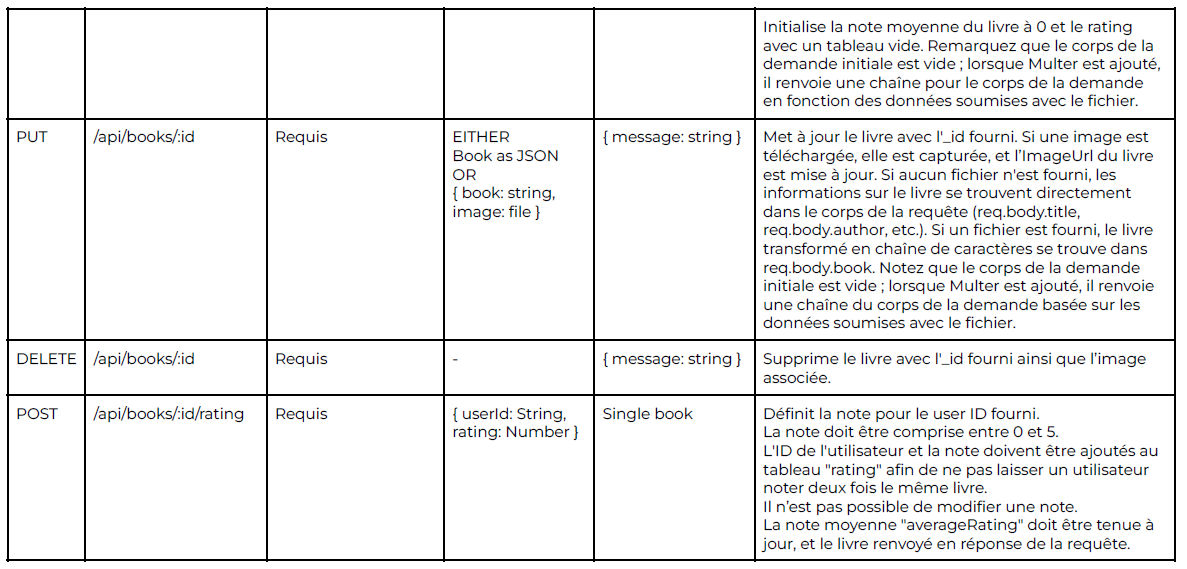 Initialise la note moyenne du livre à 0 et le rating
avec un tableau vide. Remarquez que le corps de la
demande initiale est vide ; lorsque Multer est ajouté,
il renvoie une chaîne pour le corps de la demande
en fonction des données soumises avec le fichier.
PUT
/api/books/:id
Requis
EITHER
Book as JSON
OR
{ book: string,
image: file }
{ message: string }
Met à jour le livre avec l'_id fourni. Si une image est
téléchargée, elle est capturée, et l’ImageUrl du livre
est mise à jour. Si aucun fichier n'est fourni, les
informations sur le livre se trouvent directement
dans le corps de la requête (req.body.title,
req.body.author, etc.). Si un fichier est fourni, le livre
transformé en chaîne de caractères se trouve dans
req.body.book. Notez que le corps de la demande
initiale est vide ; lorsque Multer est ajouté, il renvoie
une chaîne du corps de la demande basée sur les
données soumises avec le fichier.
DELETE
/api/books/:id
Requis
-
{ message: string }
Supprime le livre avec l'_id fourni ainsi que l’image
associée.
POST
/api/books/:id/rating
Requis
{ userId: String,
rating: Number }
Single book
Définit la note pour le user ID fourni.
La note doit être comprise entre 0 et 5.
L'ID de l'utilisateur et la note doivent être ajoutés au
tableau "rating" afin de ne pas laisser un utilisateur
noter deux fois le même livre.
Il n’est pas possible de modifier une note.
La note moyenne "averageRating" doit être tenue à
jour, et le livre renvoyé en réponse de la requête.